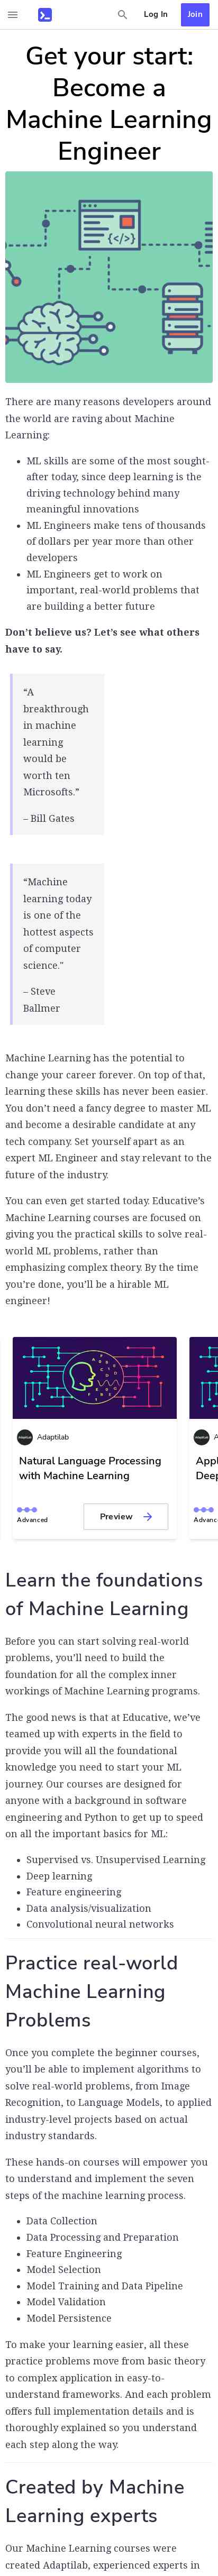 Log In
Join
Get your start:
Become a
Machine Learning
Engineer
There are many reasons developers around
the world are raving about Machine
Learning:
ML skills are some of the most sought-
after today, since deep learning is the
driving technology behind many
meaningful innovations
ML Engineers make tens of thousands
of dollars per year more than other
developers
ML Engineers get to work on
important, real-world problems that
are building a better future
Don’t believe us? Let’s see what others
have to say.
“A
breakthrough
in machine
learning
would be
worth ten
Microsofts.”
– Bill Gates
“Machine
learning today
is one of the
hottest aspects
of computer
science."
– Steve
Ballmer
Machine Learning has the potential to
change your career forever. On top of that,
learning these skills has never been easier.
You don’t need a fancy degree to master ML
and become a desirable candidate at any
tech company. Set yourself apart as an
expert ML Engineer and stay relevant to the
future of the industry.
You can even get started today. Educative’s
Machine Learning courses are focused on
giving you the practical skills to solve real-
world ML problems, rather than
emphasizing complex theory. By the time
you’re done, you’ll be a hirable ML
engineer!
Adaptilab
A
Natural Language Processing
with Machine Learning
Appl
Deep
Advanced
Preview
Advanc
Learn the foundations
of Machine Learning
Before you can start solving real-world
problems, you’ll need to build the
foundation for all the complex inner
workings of Machine Learning programs.
The good news is that at Educative, we’ve
teamed up with experts in the field to
provide you will all the foundational
knowledge you need to start your ML
journey. Our courses are designed for
anyone with a background in software
engineering and Python to get up to speed
on all the important basics for ML:
Supervised vs. Unsupervised Learning
Deep learning
Feature engineering
Data analysis/visualization
Convolutional neural networks
Practice real-world
Machine Learning
Problems
Once you complete the beginner courses,
you’ll be able to implement algorithms to
solve real-world problems, from Image
Recognition, to Language Models, to applied
industry-level projects based on actual
industry standards.
These hands-on courses will empower you
to understand and implement the seven
steps of the machine learning process.
Data Collection
Data Processing and Preparation
Feature Engineering
Model Selection
Model Training and Data Pipeline
Model Validation
Model Persistence
To make your learning easier, all these
practice problems move from basic theory
to complex application in easy-to-
understand frameworks. And each problem
offers full implementation details and is
thoroughly explained so you understand
each step along the way.
Created by Machine
Learning experts
Our Machine Learning courses were
created Adaptilab, experienced experts in